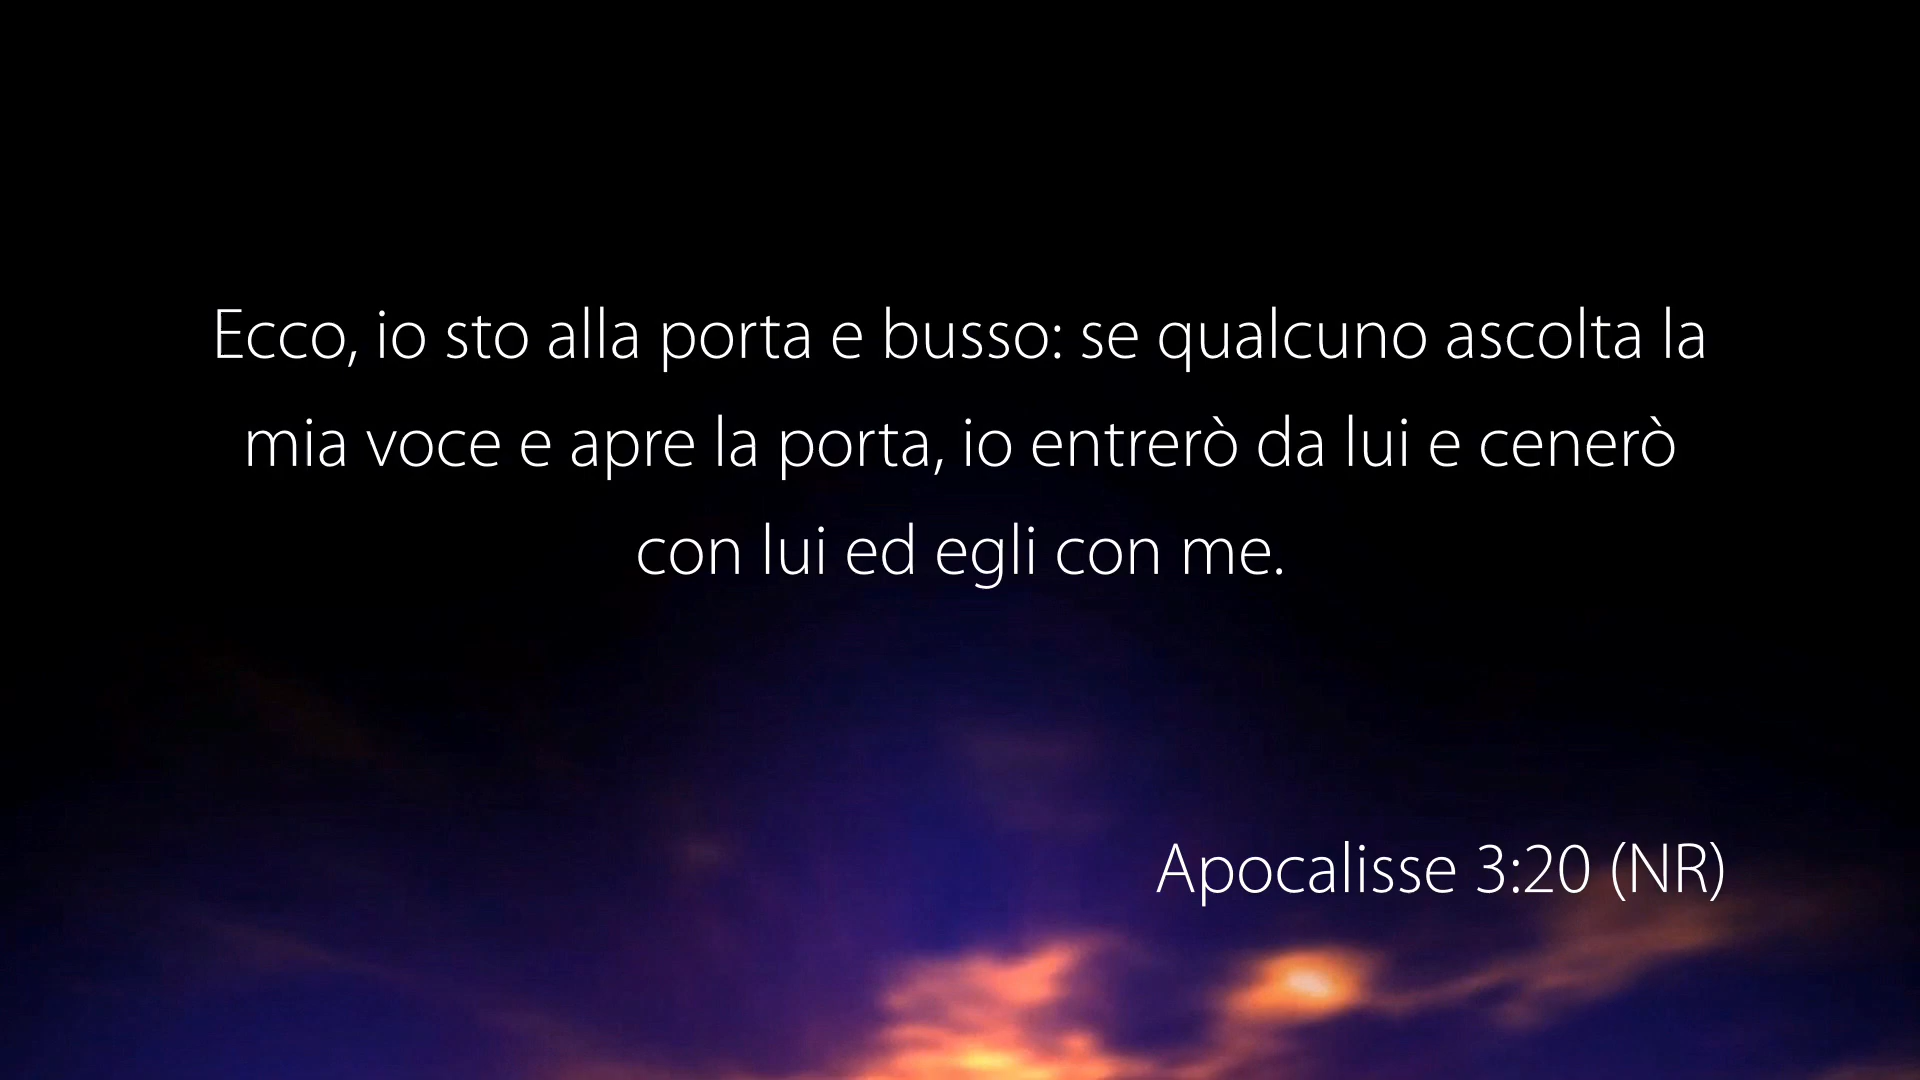 Ecco, io sto alla porta e busso: se qualcuno ascolta la
mia voce e apre la porta, io entrerò da lui e cenerò
con lui ed egli con me.
Apocalisse 3:20 (NR)